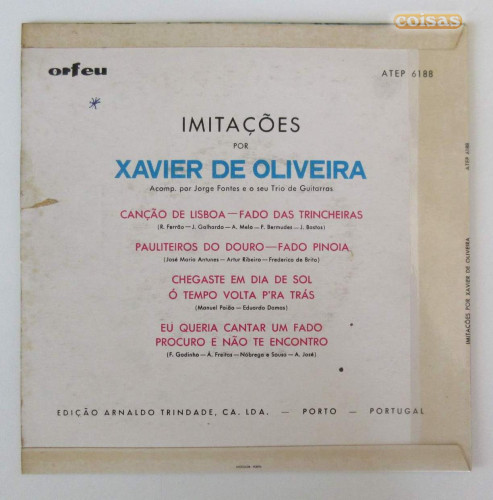 coisas
orfeu
ATEP 6188
IMITAÇÕES
POR
XAVIER DE OLIVEIRA
Acomp. por Jorge Fontes e o seu Trio de Guitarras
CANÇÃO DE LISBOA — FADO DAS TRINCHEIRAS
(R. Ferrão — J. Galhardo — A. Melo — F. Bermudes — J. Bastos)
PAULITEIROS DO DOURO — FADO PINOIA
(José Maria Antunes — Artur Ribeiro — Frederico de Brito)
CHEGASTE EM DIA DE SOL
Ó TEMPO VOLTA P'RA TRÁS
(Manuel Paião — Eduardo Damas)
EU QUERIA CANTAR UM FADO
PROCURO E NÃO TE ENCONTRO
(F. Godinho — Á. Freitas — Nóbrega e Sousa — A. José)
EDIÇÃO ARNALDO TRINDADE, CA. LDA. — PORTO — PORTUGAL
ATEP 6188
IMITAÇÕES POR XAVIER DE OLIVEIRA